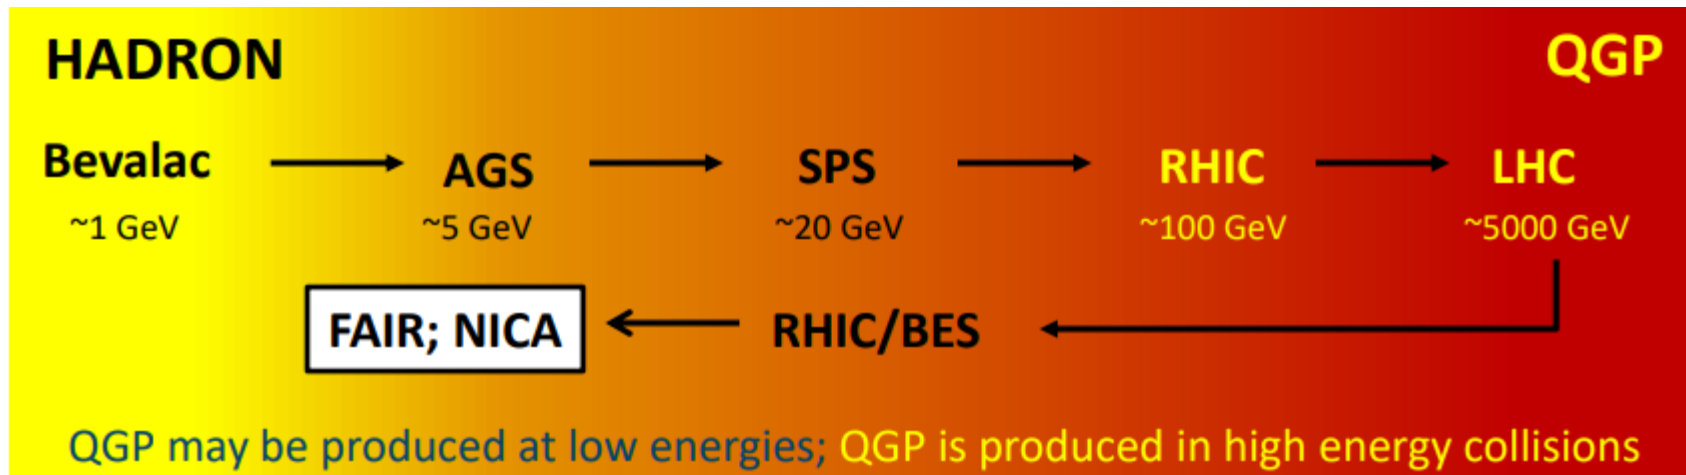 HADRON QGP
Bevalac AGS SPS RHIC LHC
~1 GeV ~5 GeV ~20 GeV ~100 GeV ~5000 GeV
FAIR; NICA RHIC/BES
QGP may be produced at low energies; QGP is produced in high energy collisions